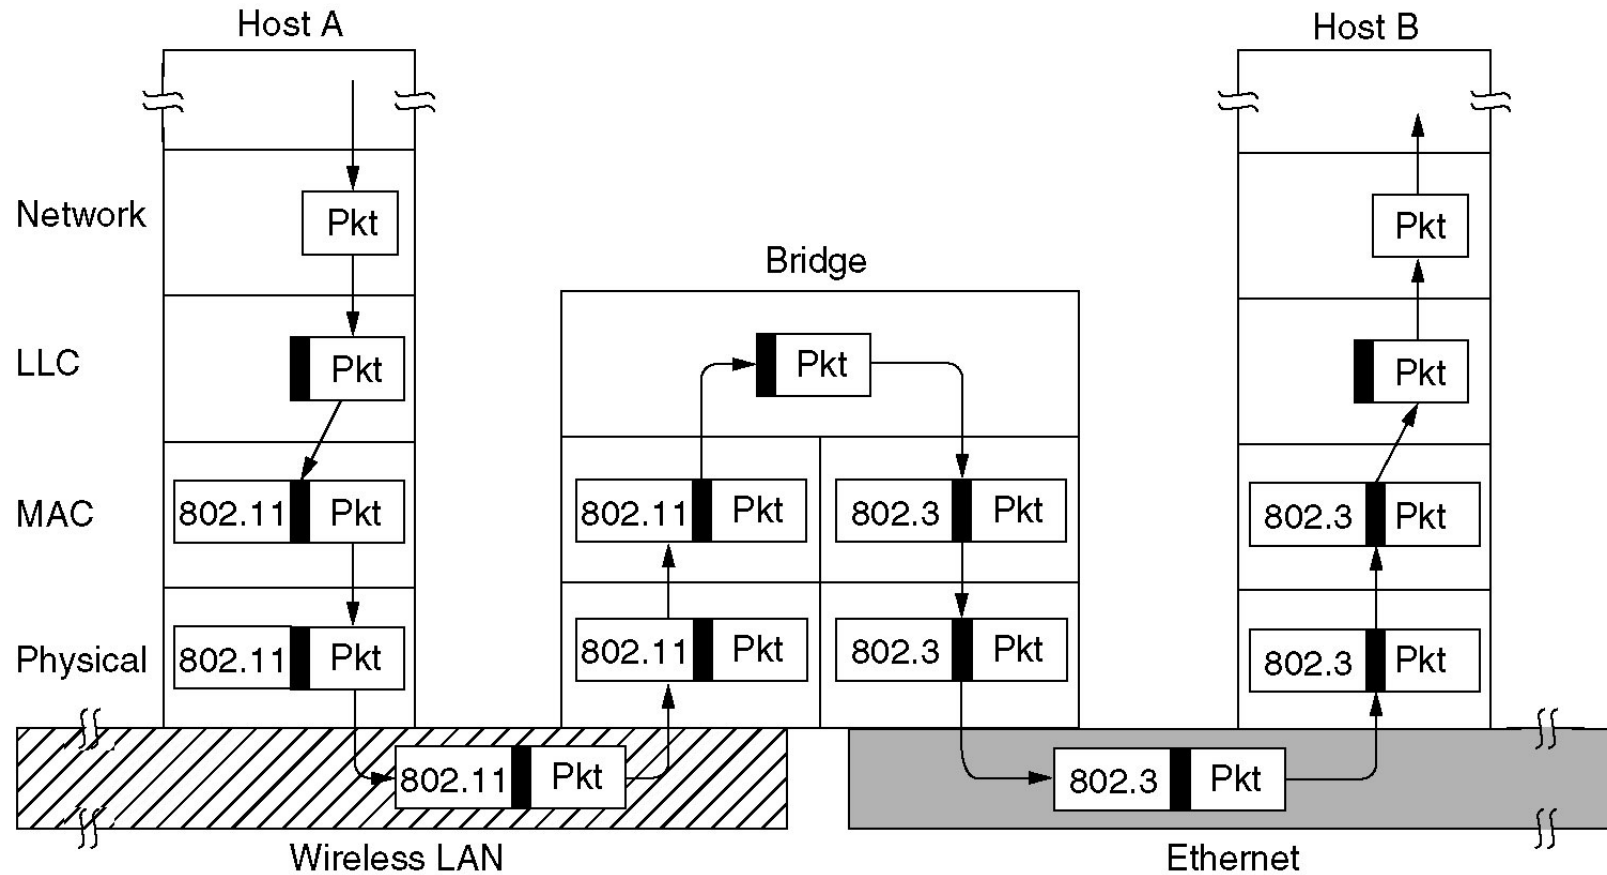 Host A
Host B
Network
Pkt
Pkt
Bridge
LLC
Pkt
Pkt
Pkt
MAC
802.11 Pkt
802.11 Pkt
802.3 Pkt
802.3 Pkt
Physical
802.11 Pkt
802.11 Pkt
802.3 Pkt
802.3 Pkt
802.11 Pkt
802.3 Pkt
Wireless LAN
Ethernet